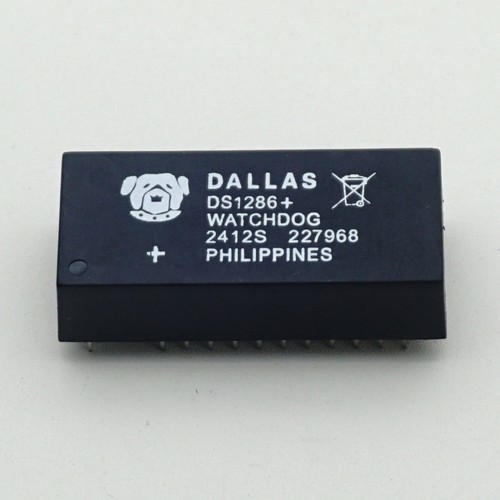 DALLAS
DS1286+
WATCHDOG
2412S 227968
+ PHILIPPINES